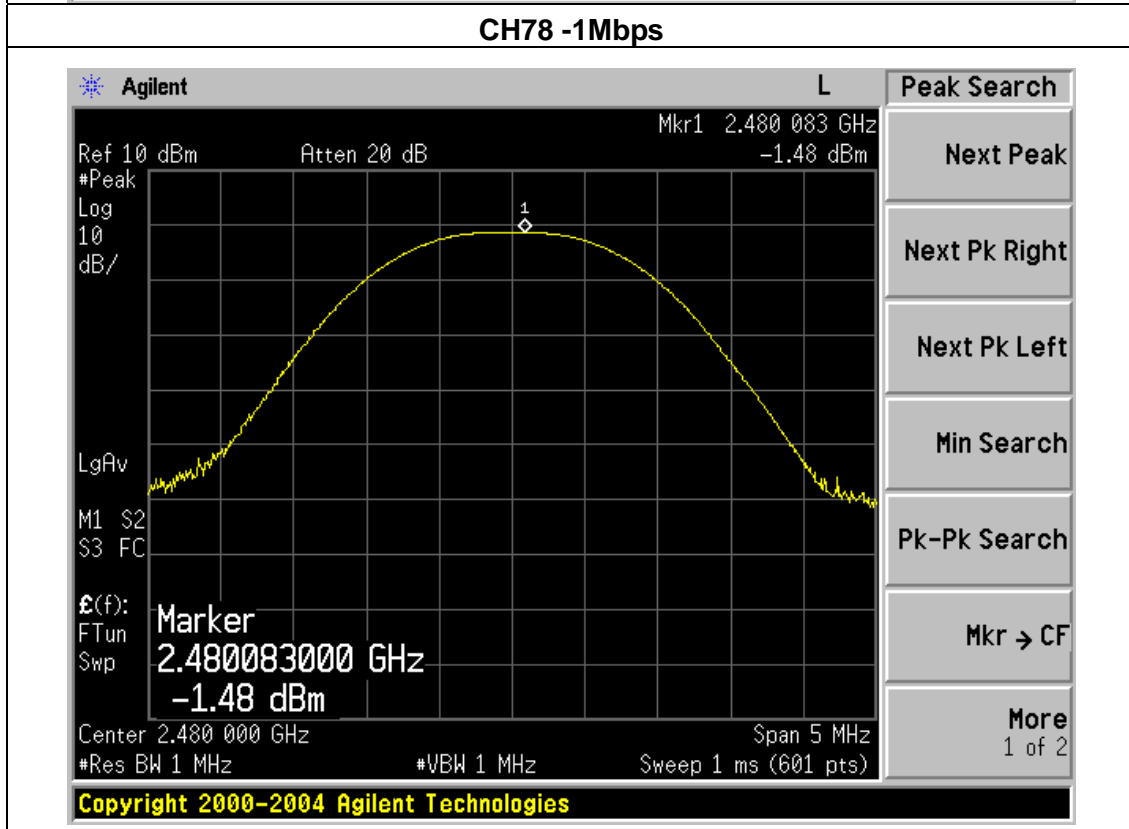 CH78 -1Mbps
Agilent L Peak Search
Mkr1 2.480 083 GHz
Ref 10 dBm Atten 20 dB -1.48 dBm
#Peak
Log
10
dB/
1
LgAv
M1 S2
S3 FC
£(f):
FTun
Swp
Marker
2.480083000 GHz
-1.48 dBm
Center 2.480 000 GHz Span 5 MHz
#Res BW 1 MHz #VBW 1 MHz Sweep 1 ms (601 pts)
Copyright 2000-2004 Agilent Technologies
Next Peak
Next Pk Right
Next Pk Left
Min Search
Pk-Pk Search
Mkr → CF
More
1 of 2